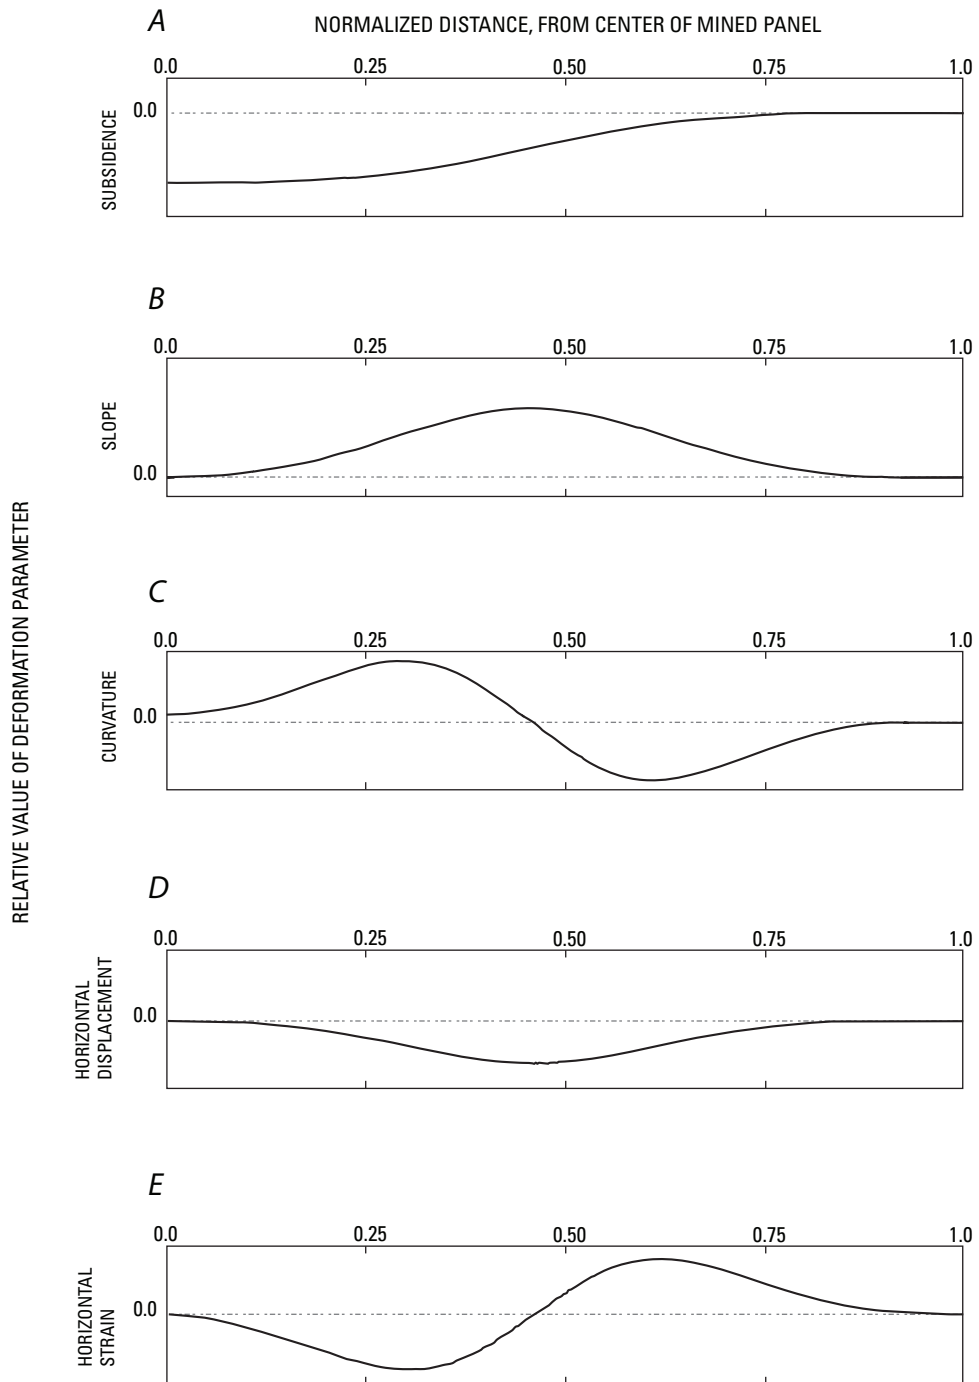 A
NORMALIZED DISTANCE, FROM CENTER OF MINED PANEL
0.0 0.25 0.50 0.75 1.0
0.0
SUBSIDENCE
B
0.0 0.25 0.50 0.75 1.0
SLOPE
0.0
RELATIVE VALUE OF DEFORMATION PARAMETER
C
0.0 0.25 0.50 0.75 1.0
0.0
CURVATURE
D
0.0 0.25 0.50 0.75 1.0
0.0
HORIZONTAL
DISPLACEMENT
E
0.0 0.25 0.50 0.75 1.0
0.0
HORIZONTAL
STRAIN